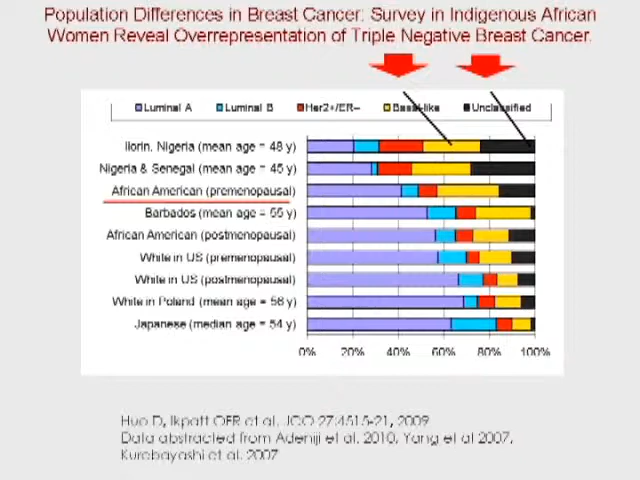 Population Differences in Breast Cancer: Survey in Indigenous African
Women Reveal Overrepresentation of Triple Negative Breast Cancer.
Luminal A Luminal B Her2+/ER− Basal-like Unclassified
Ilorin, Nigeria (mean age = 48 y)
Nigeria & Senegal (mean age = 45 y)
African American (premenopausal)
Barbados (mean age = 55 y)
African American (postmenopausal)
White in US (premenopausal)
White in US (postmenopausal)
White in Poland (mean age = 56 y)
Japanese (median age = 54 y)
0% 20% 40% 60% 80% 100%
Huo D, Ikpatt OFR et al. JCO 27:4515-21, 2009
Data abstracted from Adeniji et al. 2010, Yang et al 2007,
Kurebayashi et al. 2007